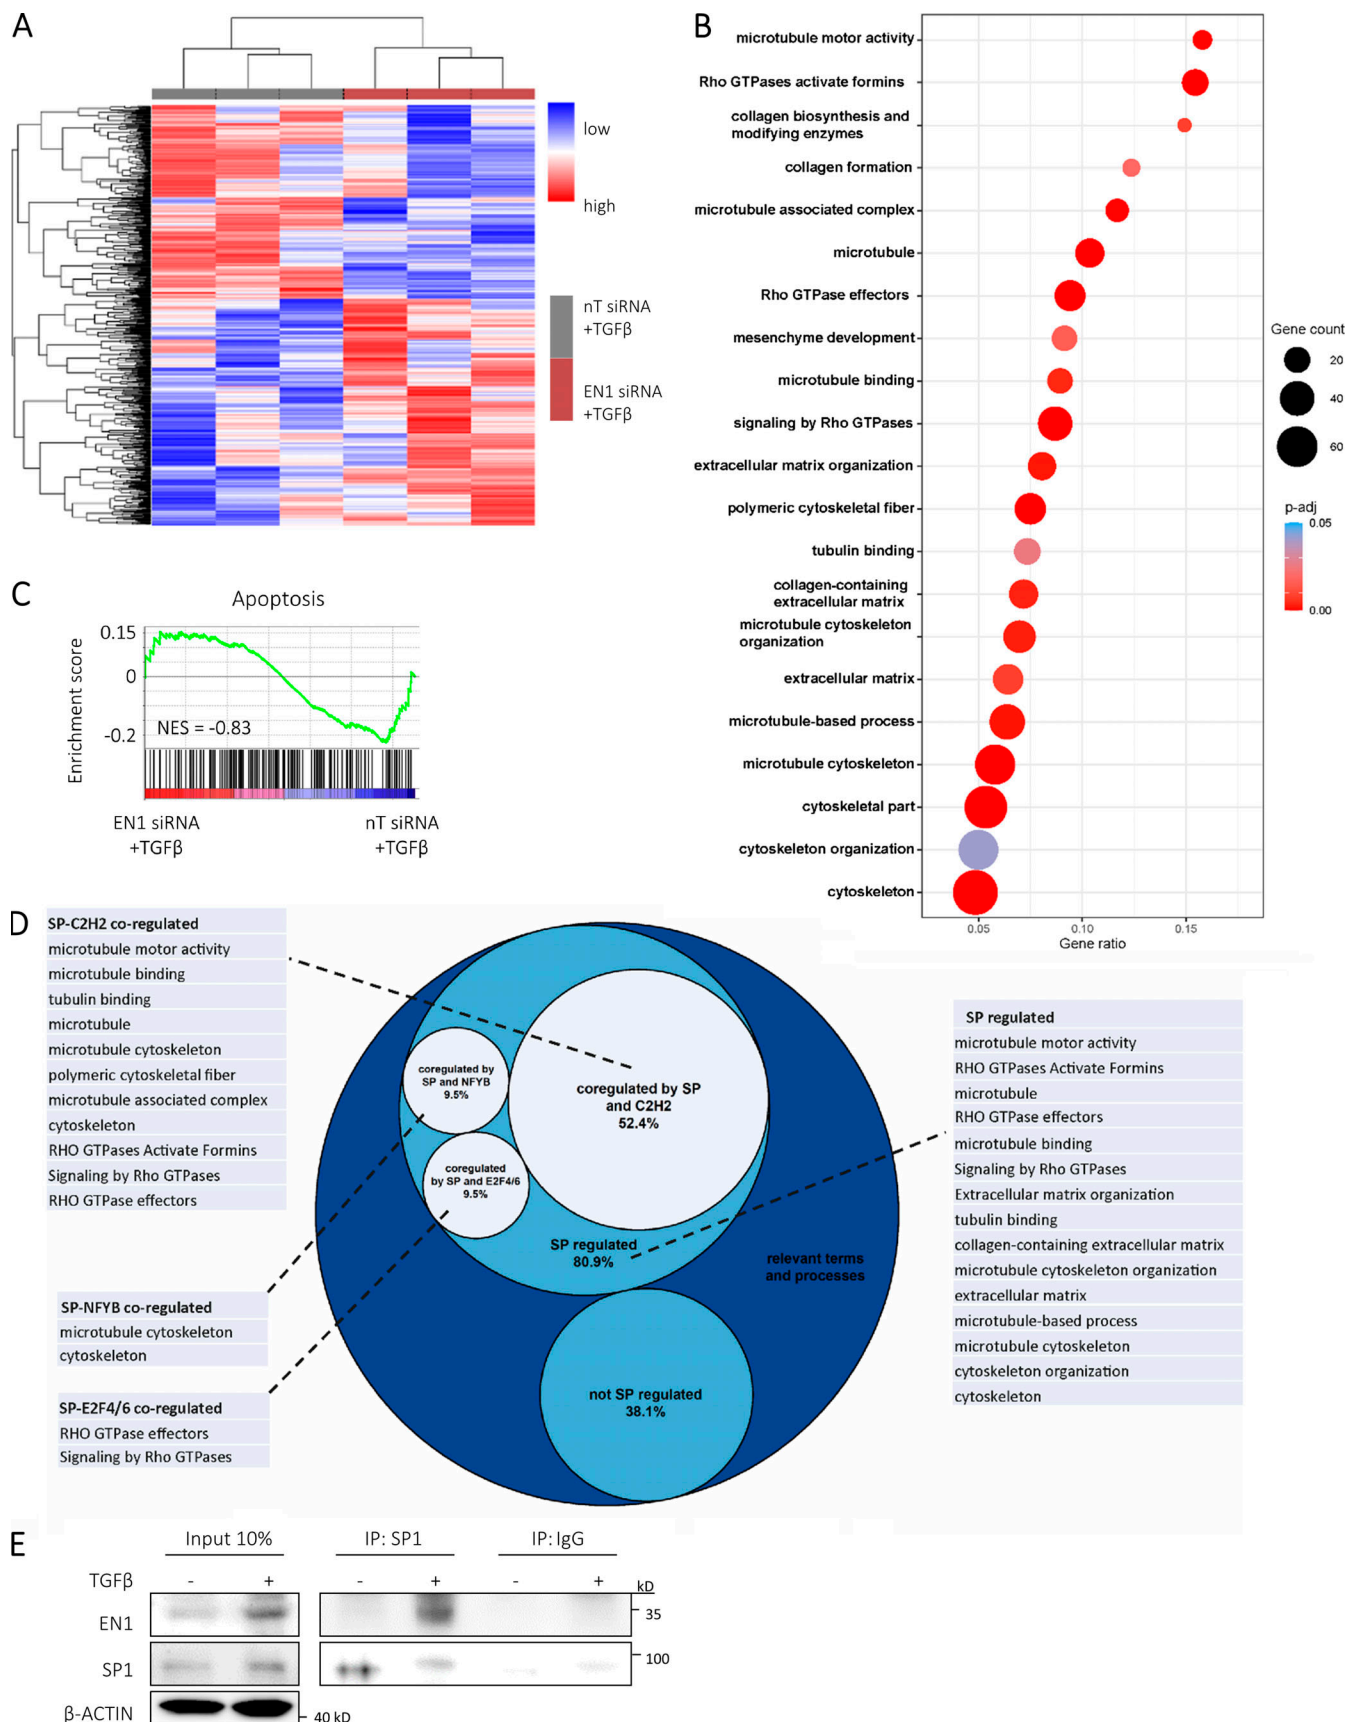 A
low
high
nT siRNA
+TGFβ
EN1 siRNA
+TGFβ
B
microtubule motor activity
Rho GTPases activate formins
collagen biosynthesis and
modifying enzymes
collagen formation
microtubule associated complex
microtubule
Rho GTPase effectors
mesenchyme development
microtubule binding
signaling by Rho GTPases
extracellular matrix organization
polymeric cytoskeletal fiber
tubulin binding
collagen-containing
extracellular matrix
microtubule cytoskeleton
organization
extracellular matrix
microtubule-based process
microtubule cytoskeleton
cytoskeletal part
cytoskeleton organization
cytoskeleton
0.05 0.10 0.15
Gene ratio
Gene count
20
40
60
p-adj
0.05
0.00
C
Apoptosis
Enrichment score
0.15
0
-0.2
NES = -0.83
EN1 siRNA
+TGFβ
nT siRNA
+TGFβ
D
SP-C2H2 co-regulated
microtubule motor activity
microtubule binding
tubulin binding
microtubule
microtubule cytoskeleton
polymeric cytoskeletal fiber
microtubule associated complex
cytoskeleton
RHO GTPases Activate Formins
Signaling by Rho GTPases
RHO GTPase effectors
SP-NFYB co-regulated
microtubule cytoskeleton
cytoskeleton
SP-E2F4/6 co-regulated
RHO GTPase effectors
Signaling by Rho GTPases
coregulated by
SP and NFYB
9.5%
coregulated by SP
and C2H2
52.4%
coregulated
by SP and E2F4/6
9.5%
SP regulated
80.9%
relevant terms
and processes
not SP regulated
38.1%
SP regulated
microtubule motor activity
RHO GTPases Activate Formins
microtubule
RHO GTPase effectors
microtubule binding
Signaling by Rho GTPases
Extracellular matrix organization
tubulin binding
collagen-containing extracellular matrix
microtubule cytoskeleton organization
extracellular matrix
microtubule-based process
microtubule cytoskeleton
cytoskeleton organization
cytoskeleton
E
Input 10% IP: SP1 IP: IgG
TGFβ - + - + - + kD
EN1 35
SP1 100
β-ACTIN 40 kD